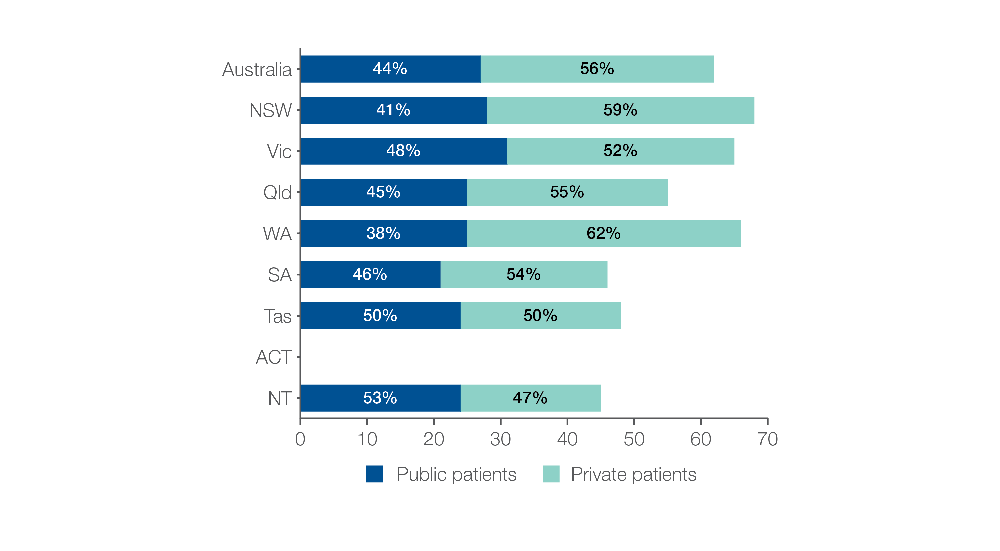 Australia 44% 56%
NSW 41% 59%
Vic 48% 52%
Qld 45% 55%
WA 38% 62%
SA 46% 54%
Tas 50% 50%
ACT
NT 53% 47%
0 10 20 30 40 50 60 70
Public patients Private patients